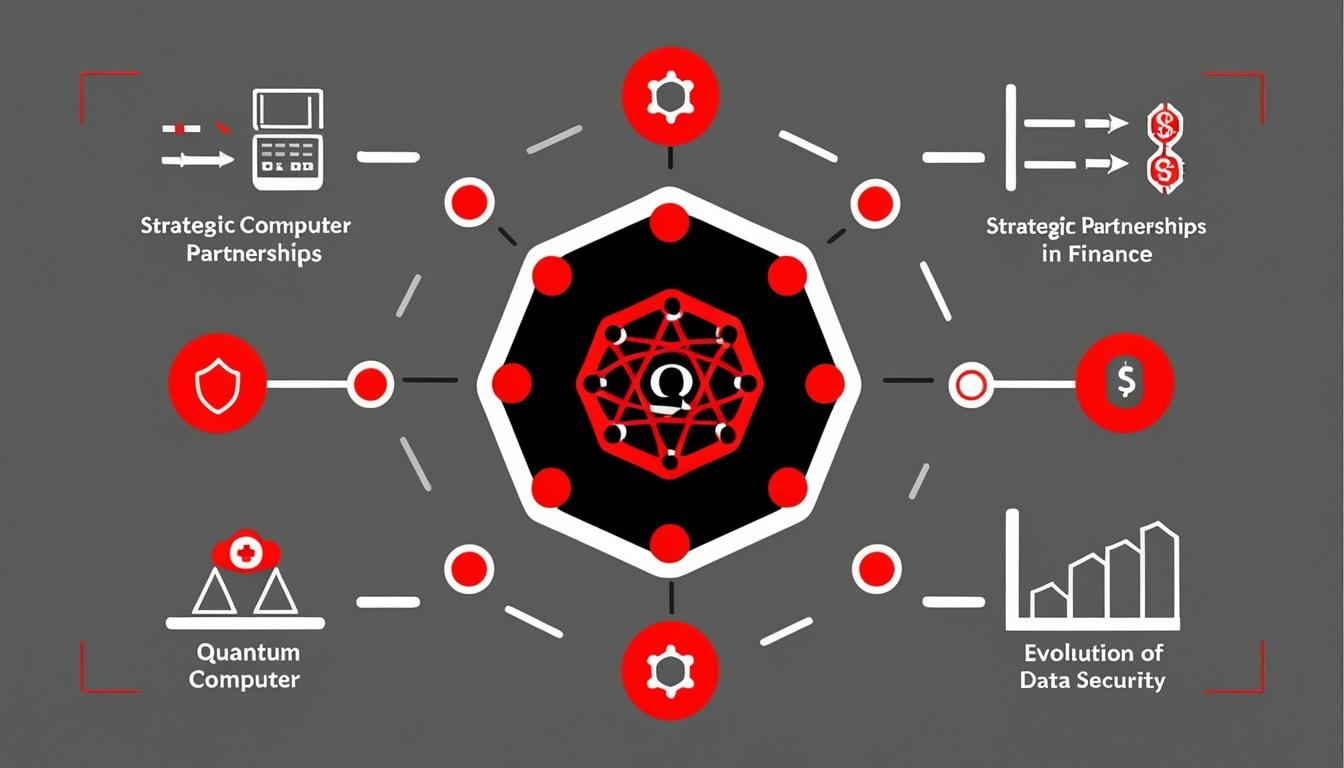 Strategic Computer
Partnerships
Strategic Partnerships
in Finance
$
$
Q
$
Quantum
Computer
Evolution of
Data Security